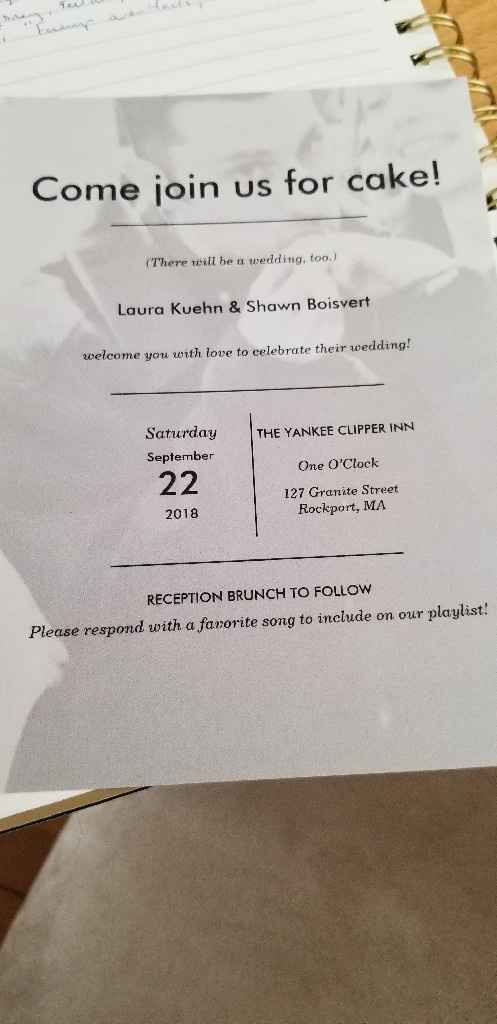 Come join us for cake!
(There will be a wedding, too.)
Laura Kuehn & Shawn Boisvert
welcome you with love to celebrate their wedding!
Saturday
September
22
2018
THE YANKEE CLIPPER INN
One O'Clock
127 Granite Street
Rockport, MA
RECEPTION BRUNCH TO FOLLOW
Please respond with a favorite song to include on our playlist!